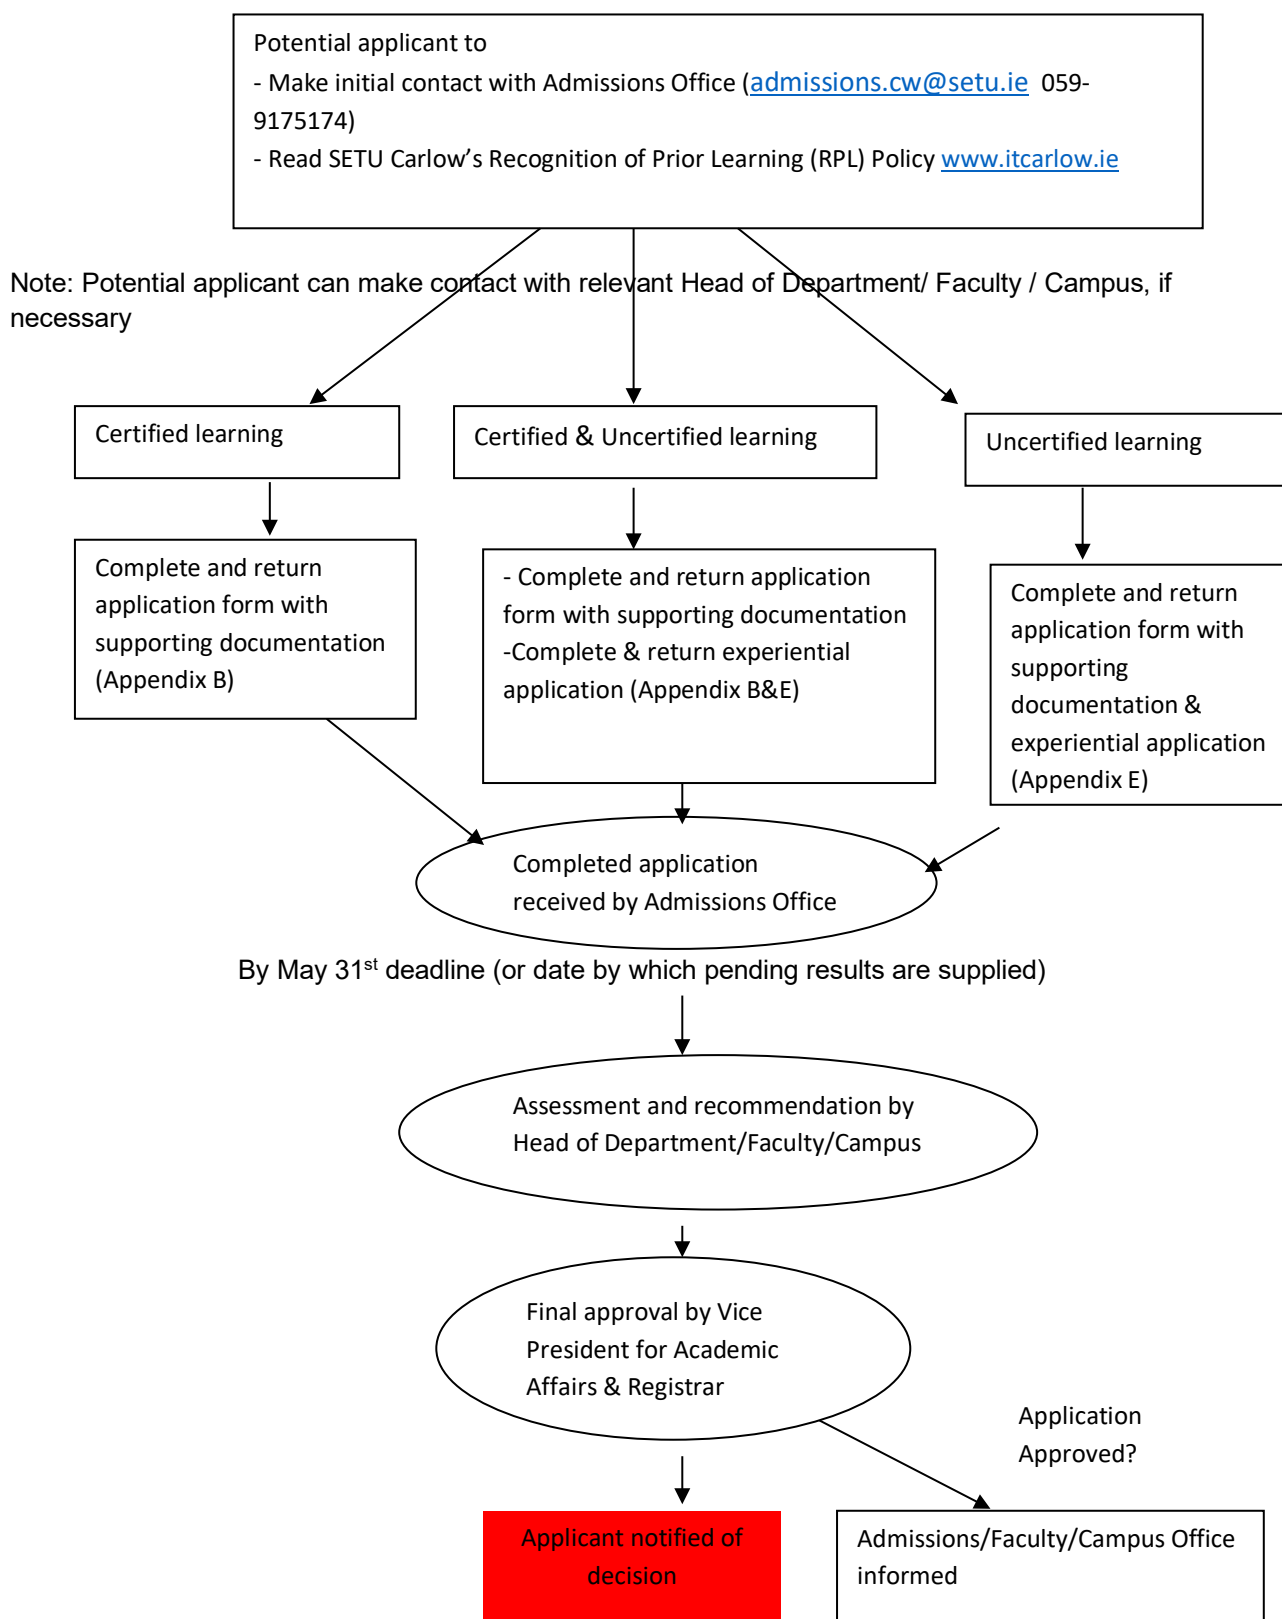 Potential applicant to
- Make initial contact with Admissions Office (admissions.cw@setu.ie 059-
9175174)
- Read SETU Carlow’s Recognition of Prior Learning (RPL) Policy www.itcarlow.ie
Note: Potential applicant can make contact with relevant Head of Department/ Faculty / Campus, if
necessary
Certified learning
Certified & Uncertified learning
Uncertified learning
Complete and return
application form with
supporting documentation
(Appendix B)
- Complete and return application
form with supporting documentation
-Complete & return experiential
application (Appendix B&E)
Complete and return
application form with
supporting
documentation &
experiential application
(Appendix E)
Completed application
received by Admissions Office
By May 31st deadline (or date by which pending results are supplied)
Assessment and recommendation by
Head of Department/Faculty/Campus
Final approval by Vice
President for Academic
Affairs & Registrar
Application
Approved?
Applicant notified of
decision
Admissions/Faculty/Campus Office
informed